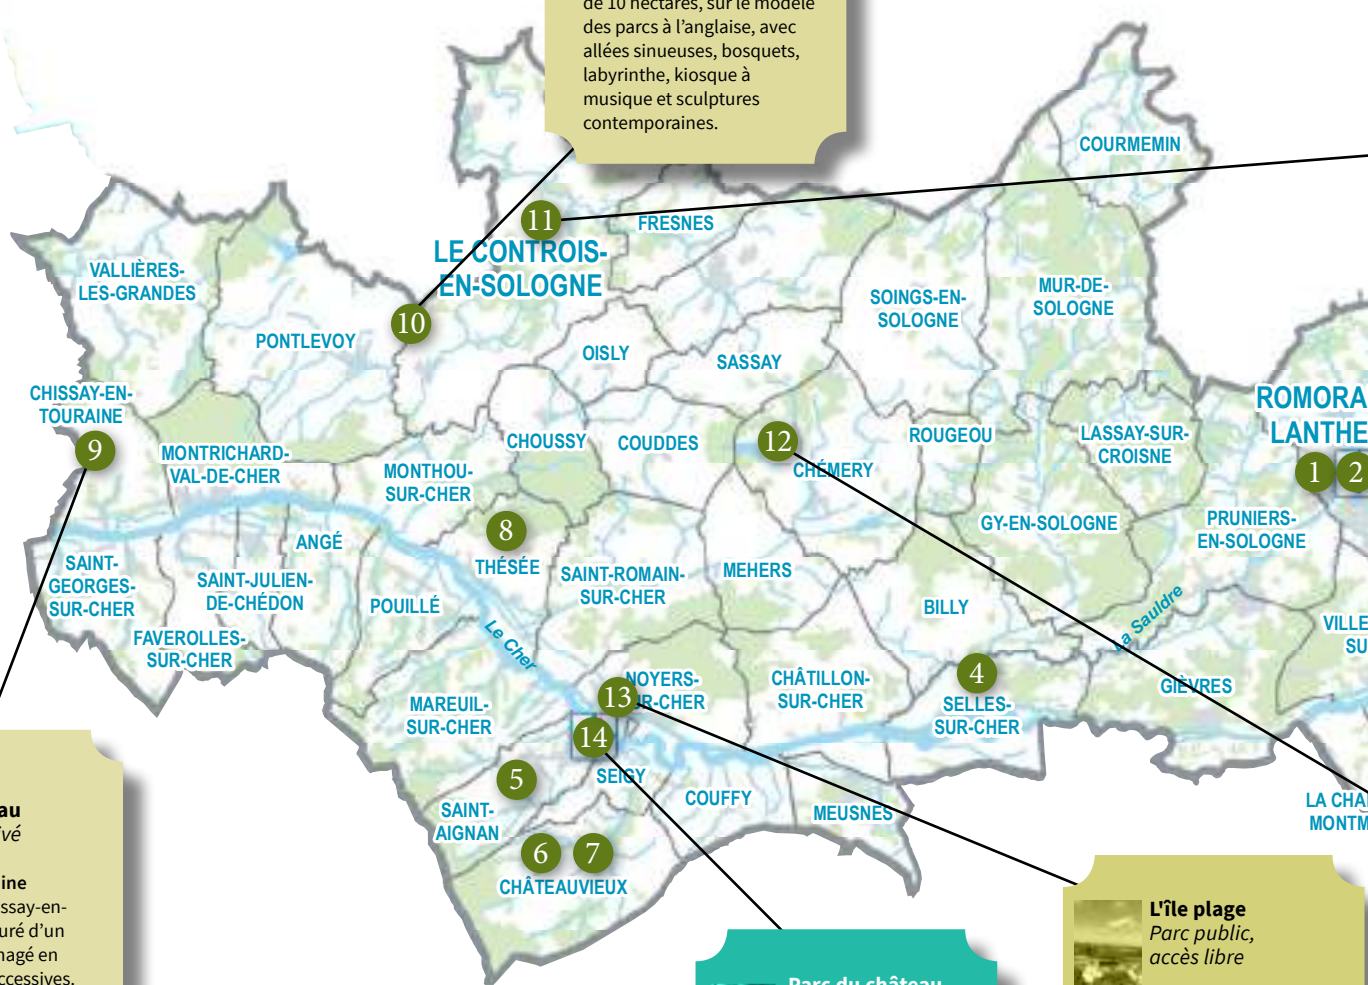 de 10 hectares, sur le modèle
des parcs à l'anglaise, avec
allées sinueuses, bosquets,
labyrinthe, kiosque à
musique et sculptures
contemporaines.
COURMEMIN
11
FRESNES
LE CONTROIS-
EN-SOLOGNE
VALLIÈRES-
LES-GRANDES
10
PONTLEVOY
SOINGS-EN-
SOLOGNE
MUR-DE-
SOLOGNE
OISLY
SASSAY
CHISSAY-EN-
TOURAINE
9
MONTRICHARD-
VAL-DE-CHER
MONTHOU-
SUR-CHER
CHOUSSY
COUDDES
12
CHÉMERY
ROUGEOU
LASSAY-SUR-
CROISNE
ROMORA
LANTHE
1
2
8
THÉSÉE
ANGÉ
SAINT-
GEORGES-
SUR-CHER
SAINT-JULIEN-
DE-CHÉDON
POUILLÉ
SAINT-ROMAIN-
SUR-CHER
MEHERS
GY-EN-SOLOGNE
PRUNIERS-
EN-SOLOGNE
BILLY
La Sauldre
FAVEROLLES-
SUR-CHER
Le Cher
VILLE
SU
MAREUIL-
SUR-CHER
13
NOYERS-
UR-CHER
CHÂTILLON-
SUR-CHER
4
SELLES-
SUR-CHER
GIÈVRES
14
SEIGY
5
SAINT-
AIGNAN
COUFFY
MEUSNES
LA CHA
MONTM
6
7
CHÂTEAUVIEUX
au
ivé
ine
issay-en-
uré d'un
nagé en
ccessives.
Parc du château
L'île plage
Parc public,
accès libre